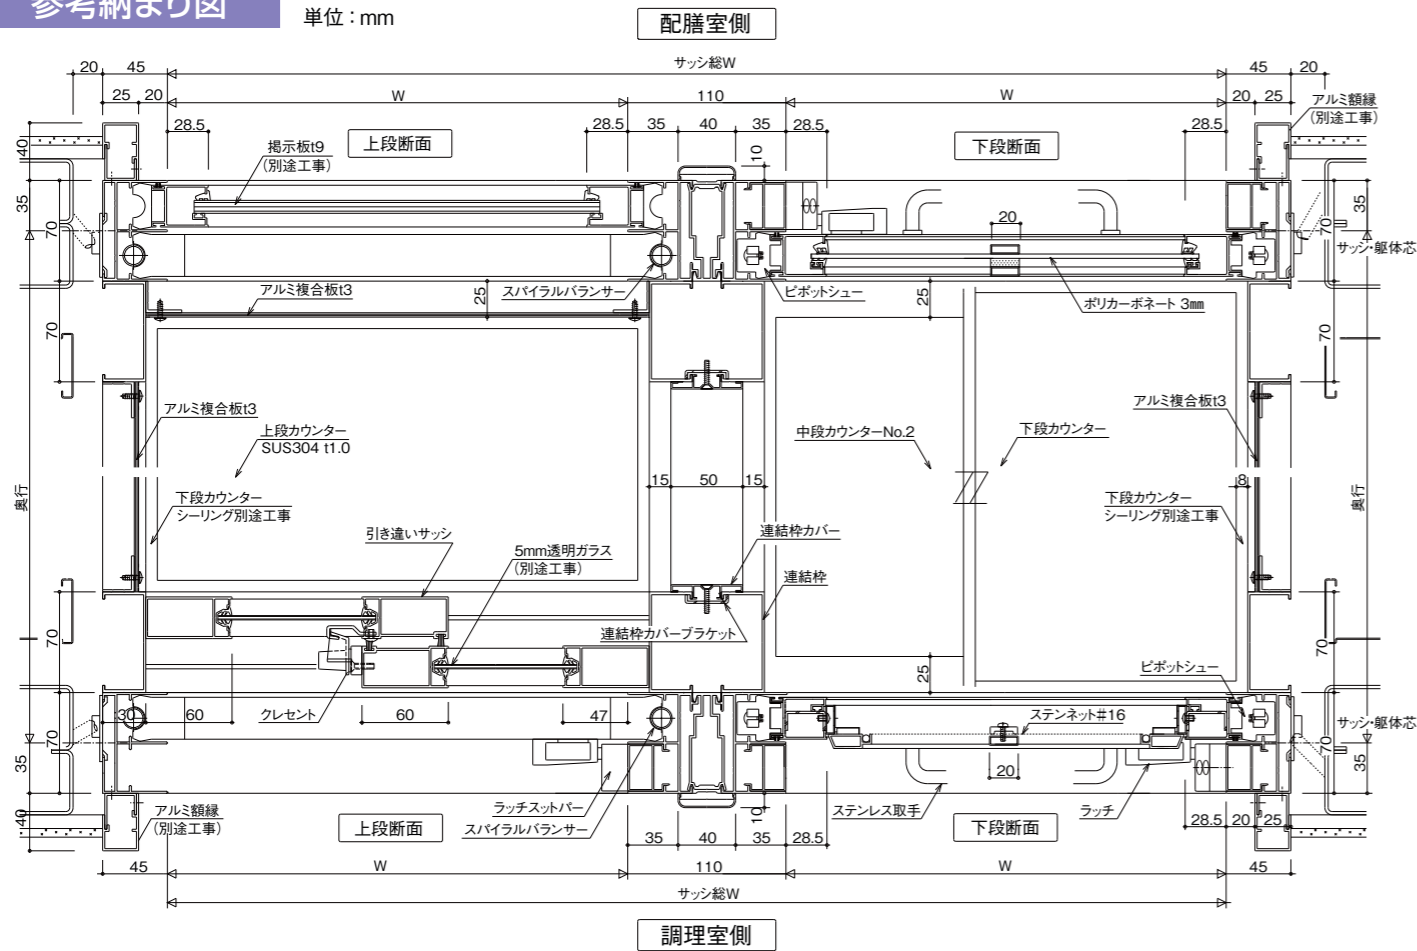 参考納まり図
単位：mm
配膳室側
サッシ総W
20 45 45 20
25 20 W 110 W 20 25
アルミ額縁
(別途工事)
28.5 28.5 35 40 35 28.5 28.5
上段断面
下段断面
掲示板t9
(別途工事)
40 10
35 70 20 70 35
サッシ・躯体芯
アルミ複合板t3
25
スパイラルバランサー
ピボットシュー
25
ポリカーボネート 3mm
70 70
アルミ複合板t3
上段カウンター
SUS304 t1.0
中段カウンターNo.2
下段カウンター
アルミ複合板t3
奥行
下段カウンター
シーリング別途工事
15 50 15
8
下段カウンター
シーリング別途工事
奥行
引き違いサッシ
5mm透明ガラス
(別途工事)
連結枠カバー
連結枠
連結枠カバーブラケット
70 70
25
ピボットシュー
30 60 クレセント 60 47
ステンネット#16
サッシ・躯体芯
70 70
35 20 35
40
アルミ額縁
(別途工事)
ラッチスットパー
スパイラルバランサー
10
ステンレス取手
ラッチ
上段断面
下段断面
35 40 35 28.5 28.5 20 25
45 W 110 W 45
サッシ総W
調理室側